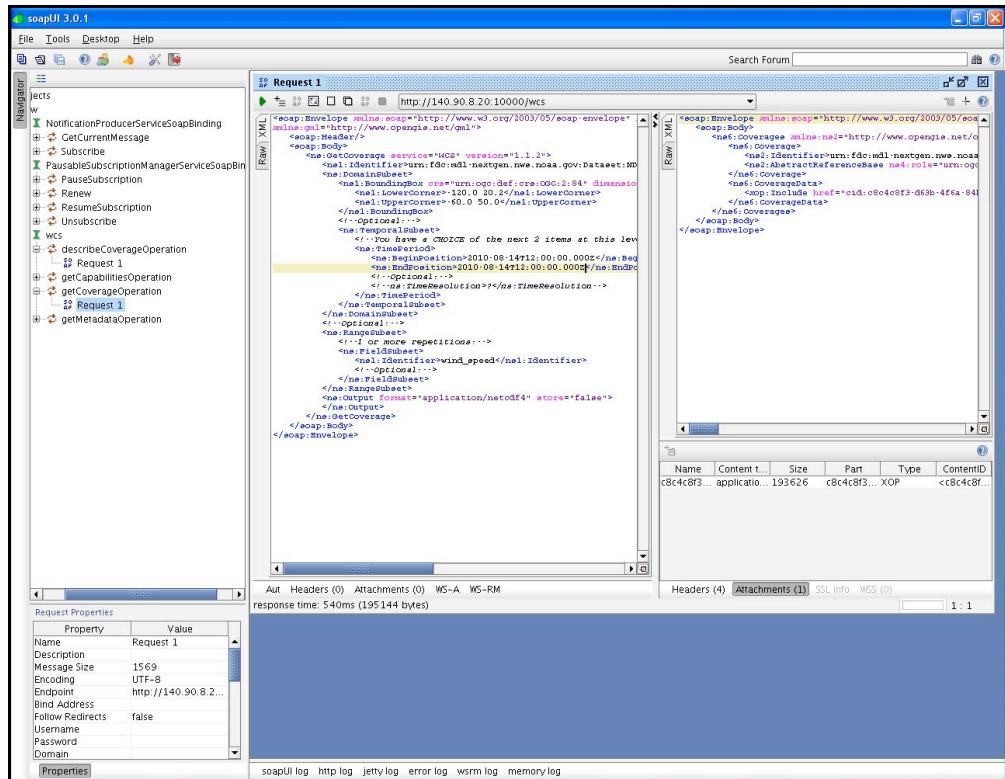 soapUI 3.0.1
File Tools Desktop Help
Search Forum
Navigator
jects
w
NotificationProducerServiceSoapBinding
GetCurrentMessage
Subscribe
PausableSubscriptionManagerServiceSoapBin
PauseSubscription
Renew
ResumeSubscription
Unsubscribe
wcs
describeCoverageOperation
Request 1
getCapabilitiesOperation
getCoverageOperation
Request 1
getMetadataOperation
Request Properties
Property Value
Name Request 1
Description
Message Size 1569
Encoding UTF-8
Endpoint http://140.90.8.2...
Bind Address
Follow Redirects false
Username
Password
Domain
Properties
Request 1
http://140.90.8.20:10000/wcs
XML
Raw
<soap:Envelope xmlns:soap="http://www.w3.org/2003/05/soap-envelope"
xmlns:gml="http://www.opengis.net/gml">
<soap:Header/>
<soap:Body>
<ns:GetCoverage service="WCS" version="1.1.2">
<ns1:Identifier>urn:fdc:mdl-nextgen.nws.noaa.gov:Dataset:ND
<ns:DomainSubset>
<ns1:BoundingBox crs="urn:ogc:def:crs:OGC:2:84" dimensio
<ns1:LowerCorner>-120.0 20.2</ns1:LowerCorner>
<ns1:UpperCorner>-60.0 50.0</ns1:UpperCorner>
</ns1:BoundingBox>
<!--Optional:-->
<ns:TemporalSubset>
<!--You have a CHOICE of the next 2 items at this lev
<ns:TimePeriod>
<ns:BeginPosition>2010-08-14T12:00:00.000Z</ns:Beg
<ns:EndPosition>2010-08-14T12:00:00.000Z</ns:EndPo
<!--Optional:-->
<!--ns:TimeResolution>?</ns:TimeResolution-->
</ns:TimePeriod>
</ns:TemporalSubset>
</ns:DomainSubset>
<!--Optional:-->
<ns:RangeSubset>
<!--1 or more repetitions:-->
<ns:FieldSubset>
<ns1:Identifier>wind_speed</ns1:Identifier>
<!--Optional:-->
</ns:FieldSubset>
</ns:RangeSubset>
<ns:Output format="application/netcdf4" store="false">
</ns:Output>
</ns:GetCoverage>
</soap:Body>
</soap:Envelope>
Aut Headers (0) Attachments (0) WS-A WS-RM
XML
Raw
<soap:Envelope xmlns:soap="http://www.w3.org/2003/05/soa
<soap:Body>
<ns6:Coverages xmlns:ns2="http://www.opengis.net/o
<ns6:Coverage>
<ns2:Identifier>urn:fdc:mdl-nextgen.nws.noaa
<ns2:AbstractReferenceBase ns4:role="urn:ogc
</ns6:Coverage>
<ns6:CoverageData>
<xop:Include href="cid:c8c4c8f3-d63b-4f6a-84
</ns6:CoverageData>
</ns6:Coverages>
</soap:Body>
</soap:Envelope>
Name Content t... Size Part Type ContentID
c8c4c8f3... applicatio... 193626 c8c4c8f3... XOP <c8c4c8f...
Headers (4) Attachments (1) SSL Info WSS (0)
response time: 540ms (195144 bytes)
1 : 1
soapUI log http log jetty log error log wsrm log memory log